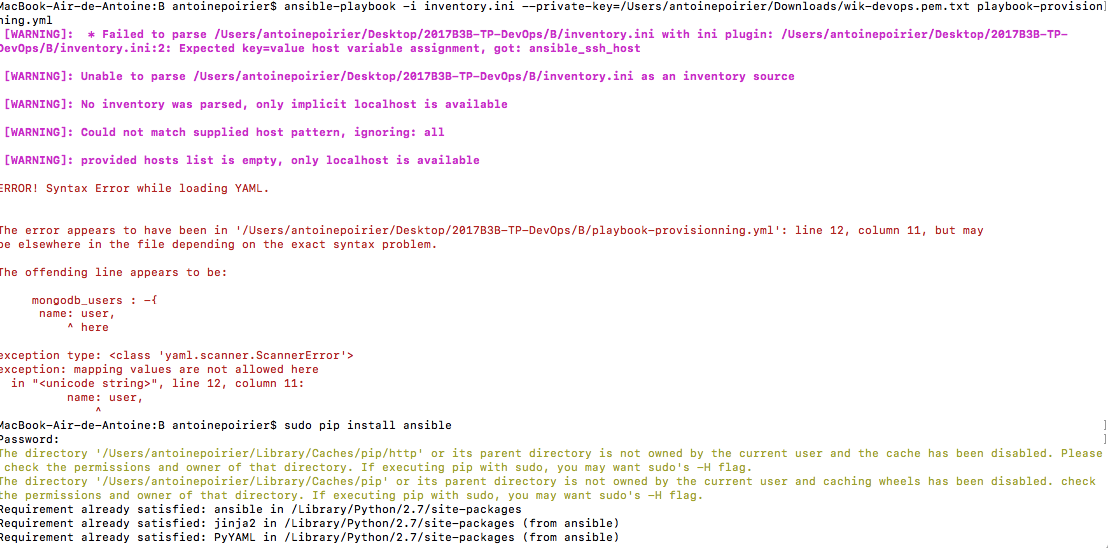 MacBook-Air-de-Antoine:B antoinepoirier$ ansible-playbook -i inventory.ini --private-key=/Users/antoinepoirier/Downloads/wik-devops.pem.txt playbook-provision]
ning.yml
[WARNING]:  * Failed to parse /Users/antoinepoirier/Desktop/2017B3B-TP-DevOps/B/inventory.ini with ini plugin: /Users/antoinepoirier/Desktop/2017B3B-TP-
DevOps/B/inventory.ini:2: Expected key=value host variable assignment, got: ansible_ssh_host
[WARNING]: Unable to parse /Users/antoinepoirier/Desktop/2017B3B-TP-DevOps/B/inventory.ini as an inventory source
[WARNING]: No inventory was parsed, only implicit localhost is available
[WARNING]: Could not match supplied host pattern, ignoring: all
[WARNING]: provided hosts list is empty, only localhost is available
ERROR! Syntax Error while loading YAML.
The error appears to have been in '/Users/antoinepoirier/Desktop/2017B3B-TP-DevOps/B/playbook-provisionning.yml': line 12, column 11, but may
be elsewhere in the file depending on the exact syntax problem.
The offending line appears to be:
mongodb_users : -{
name: user,
^ here
exception type: <class 'yaml.scanner.ScannerError'>
exception: mapping values are not allowed here
in "<unicode string>", line 12, column 11:
name: user,
^
MacBook-Air-de-Antoine:B antoinepoirier$ sudo pip install ansible ]
Password: ]
The directory '/Users/antoinepoirier/Library/Caches/pip/http' or its parent directory is not owned by the current user and the cache has been disabled. Please
check the permissions and owner of that directory. If executing pip with sudo, you may want sudo's -H flag.
The directory '/Users/antoinepoirier/Library/Caches/pip' or its parent directory is not owned by the current user and caching wheels has been disabled. check
the permissions and owner of that directory. If executing pip with sudo, you may want sudo's -H flag.
Requirement already satisfied: ansible in /Library/Python/2.7/site-packages
Requirement already satisfied: jinja2 in /Library/Python/2.7/site-packages (from ansible)
Requirement already satisfied: PyYAML in /Library/Python/2.7/site-packages (from ansible)